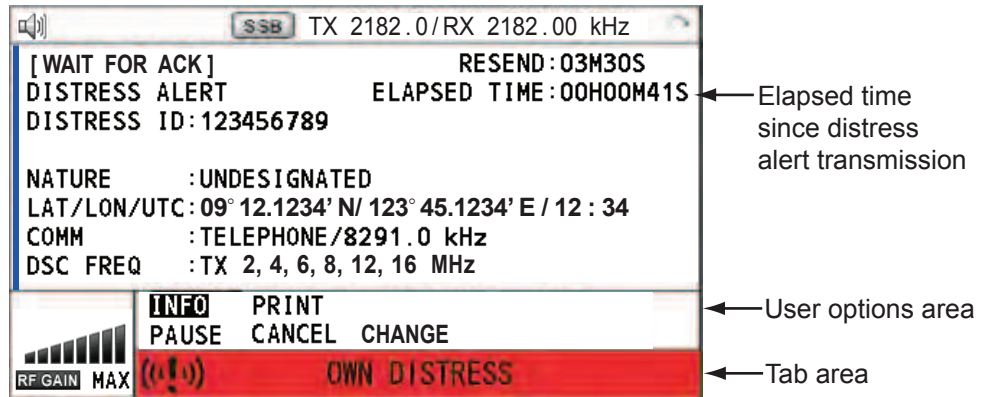 SSB TX 2182.0/RX 2182.00 kHz
[WAIT FOR ACK] RESEND:03M30S
DISTRESS ALERT ELAPSED TIME:00H00M41S
DISTRESS ID:123456789
NATURE :UNDESIGNATED
LAT/LON/UTC:09° 12.1234' N/ 123° 45.1234' E / 12 : 34
COMM :TELEPHONE/8291.0 kHz
DSC FREQ :TX 2, 4, 6, 8, 12, 16 MHz
INFO PRINT
PAUSE CANCEL CHANGE
RF GAIN MAX OWN DISTRESS
Elapsed time
since distress
alert transmission
User options area
Tab area